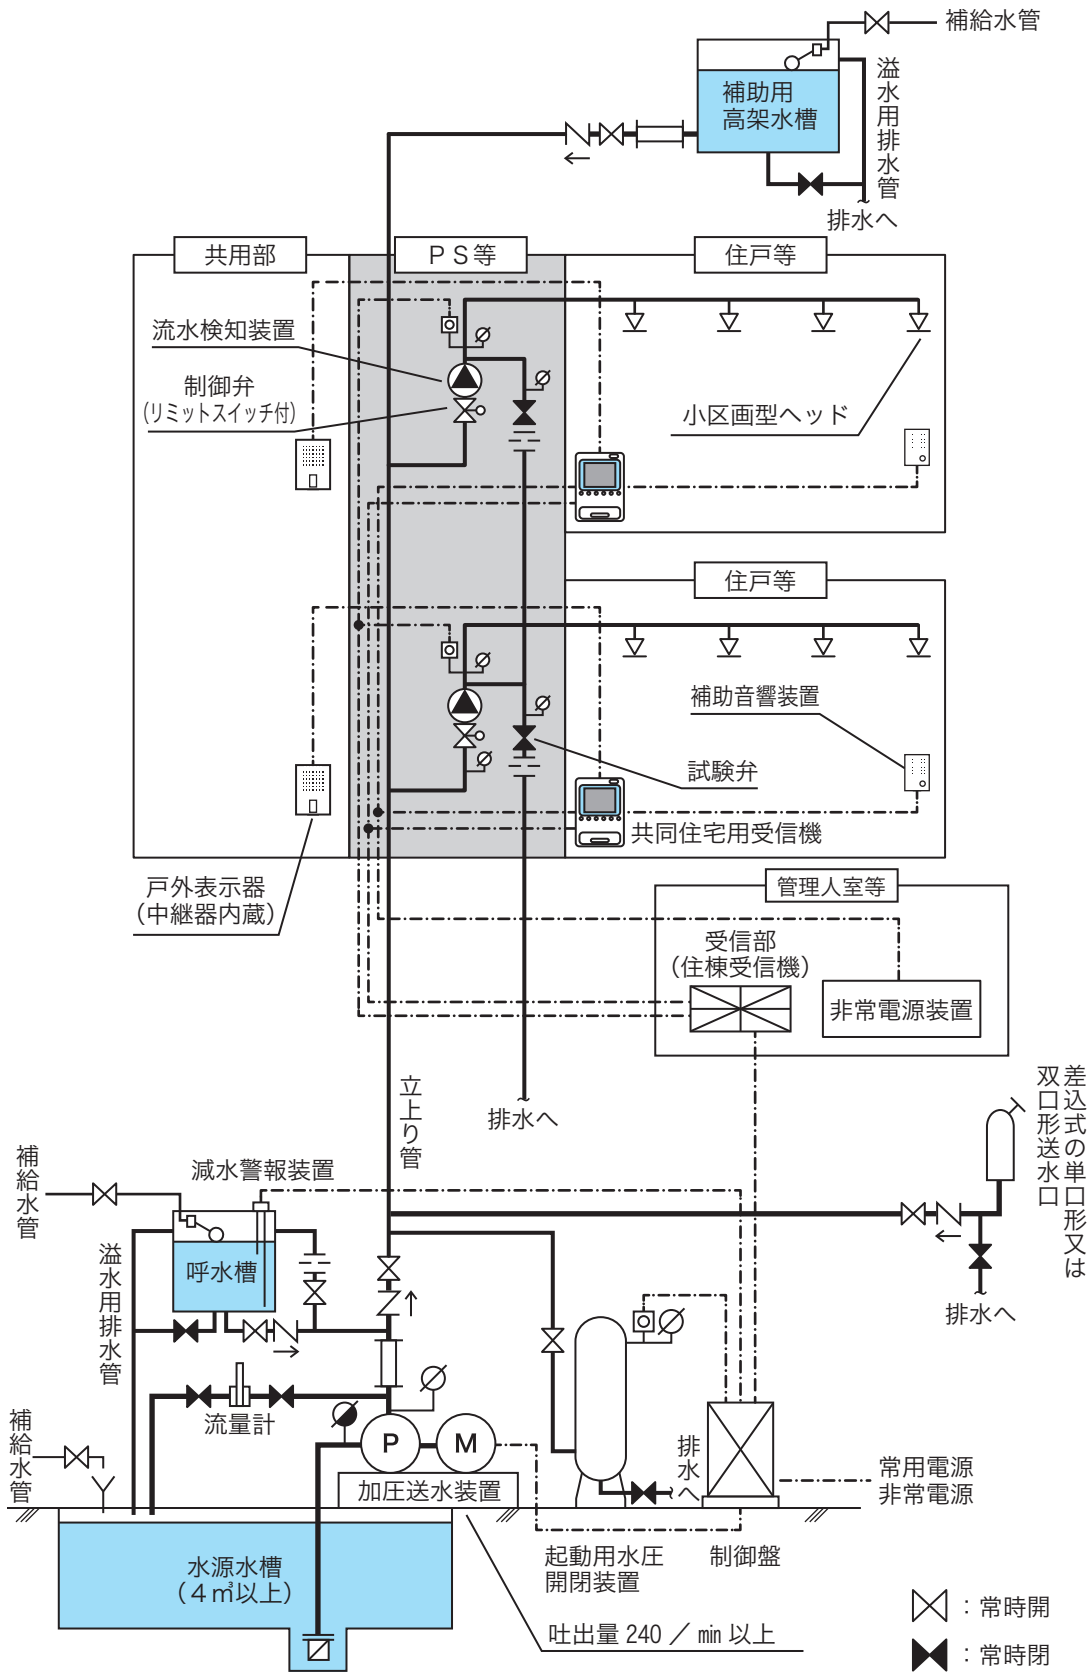 補給水管
補助用
高架水槽
溢水用排水管
排水へ
共用部
ＰＳ等
住戸等
流水検知装置
制御弁
（リミットスイッチ付）
小区画型ヘッド
住戸等
補助音響装置
試験弁
共同住宅用受信機
戸外表示器
（中継器内蔵）
管理人室等
受信部
（住棟受信機）
非常電源装置
立上り管
排水へ
差込式の単口形又は
双口形送水口
排水へ
補給水管
減水警報装置
呼水槽
溢水用排水管
流量計
補給水管
P
M
加圧送水装置
排水へ
常用電源
非常電源
水源水槽
（４㎥以上）
起動用水圧
開閉装置
制御盤
吐出量 240 ／ min 以上
：常時開
：常時閉